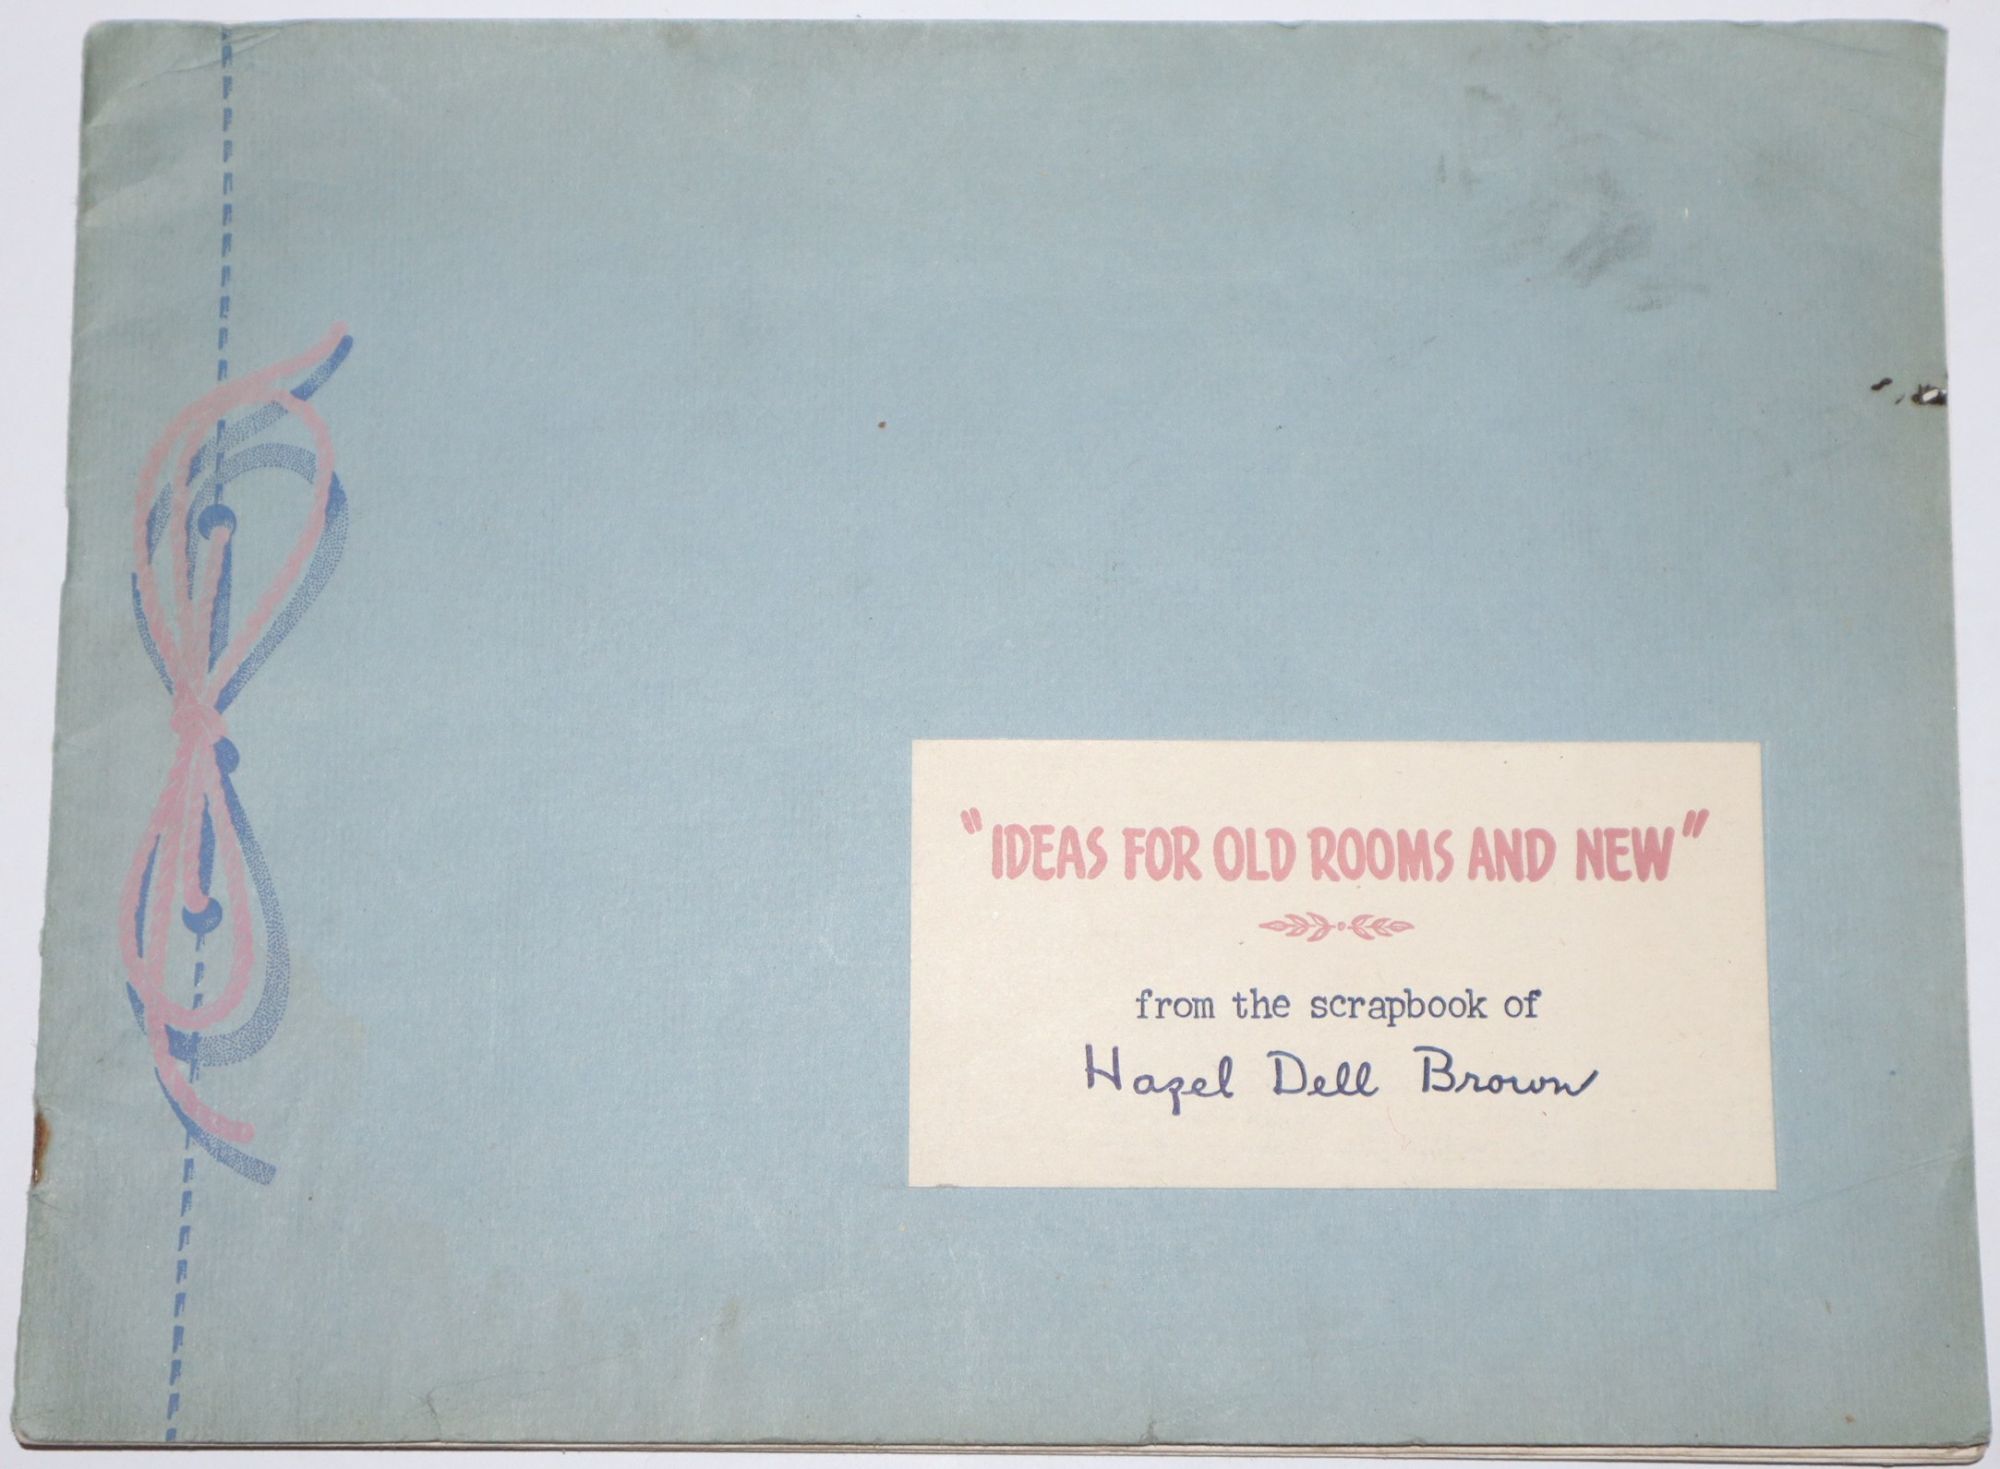 "IDEAS FOR OLD ROOMS AND NEW"
from the scrapbook of
Hazel Dell Brown